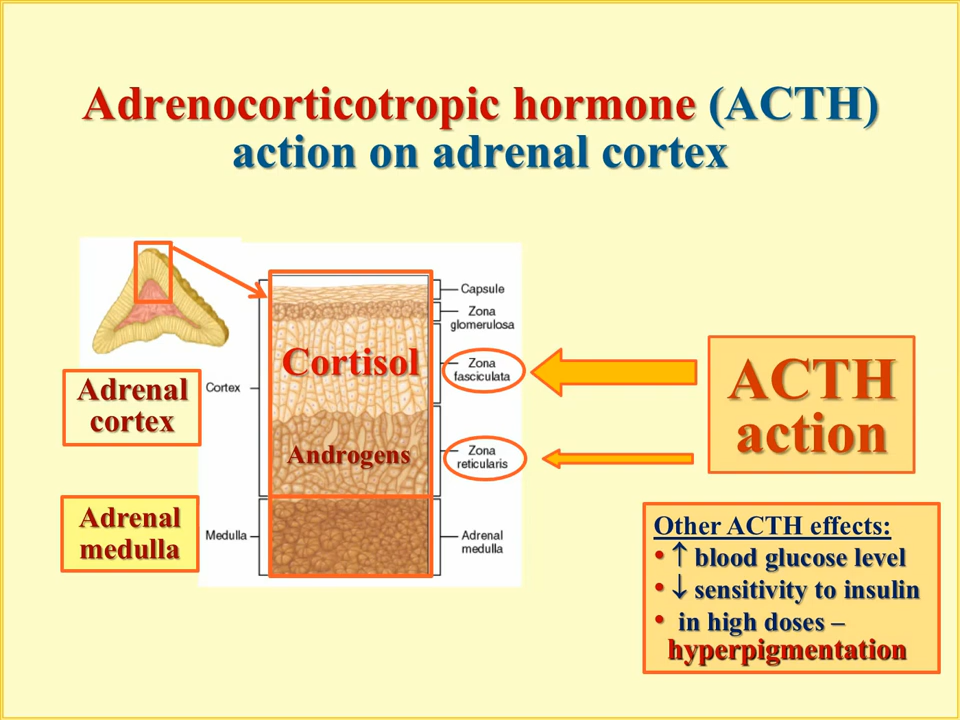 Adrenocorticotropic hormone (ACTH)
action on adrenal cortex
Capsule
Zona
glomerulosa
Cortisol
Zona
fasciculata
Cortex
Adrenal
cortex
Androgens
Zona
reticularis
ACTH
action
Adrenal
medulla
Medulla
Adrenal
medulla
Other ACTH effects:
• ↑ blood glucose level
• ↓ sensitivity to insulin
• in high doses –
hyperpigmentation